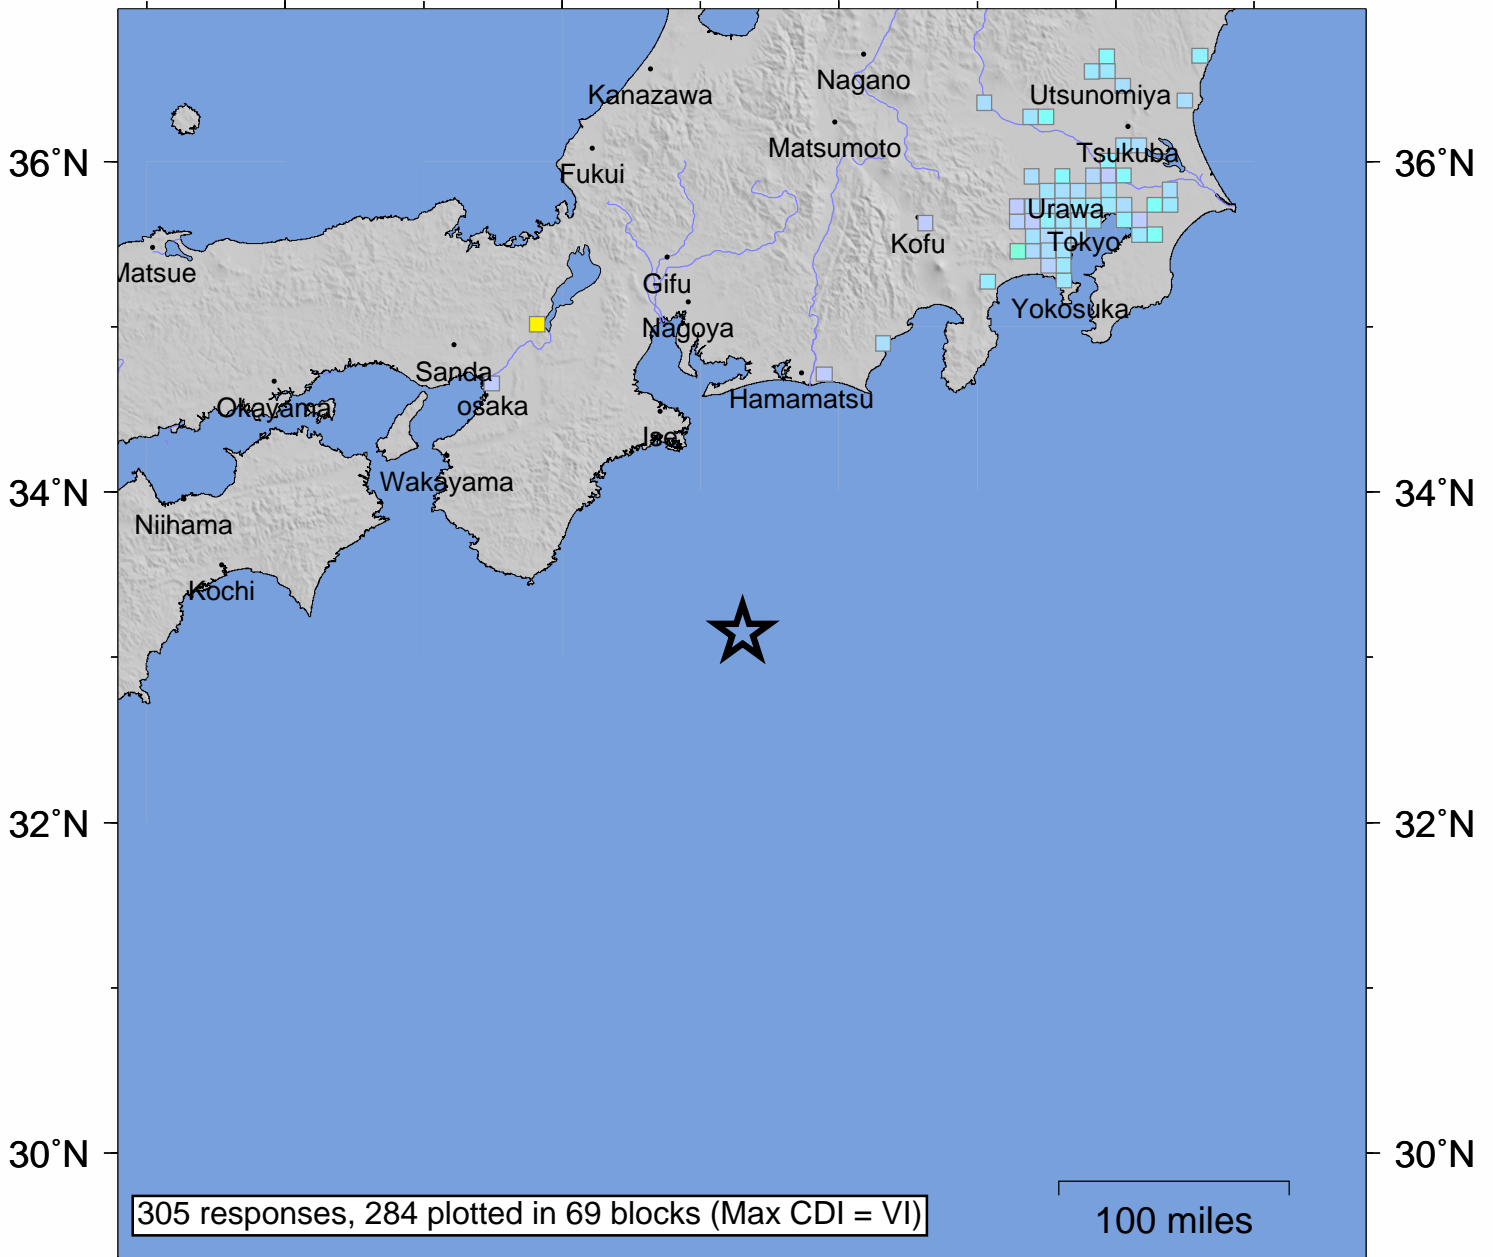 Nagano
Kanazawa
Utsunomiya
Matsumoto
Tsukuba
36˚N
36˚N
Fukui
Urawa
Kofu
Tokyo
Matsue
Gifu
Yokosuka
Nagoya
Sanda
Hamamatsu
Okayama
osaka
Ise
Wakayama
34˚N
34˚N
Niihama
Kochi
32˚N
32˚N
30˚N
30˚N
305 responses, 284 plotted in 69 blocks (Max CDI = VI)
100 miles